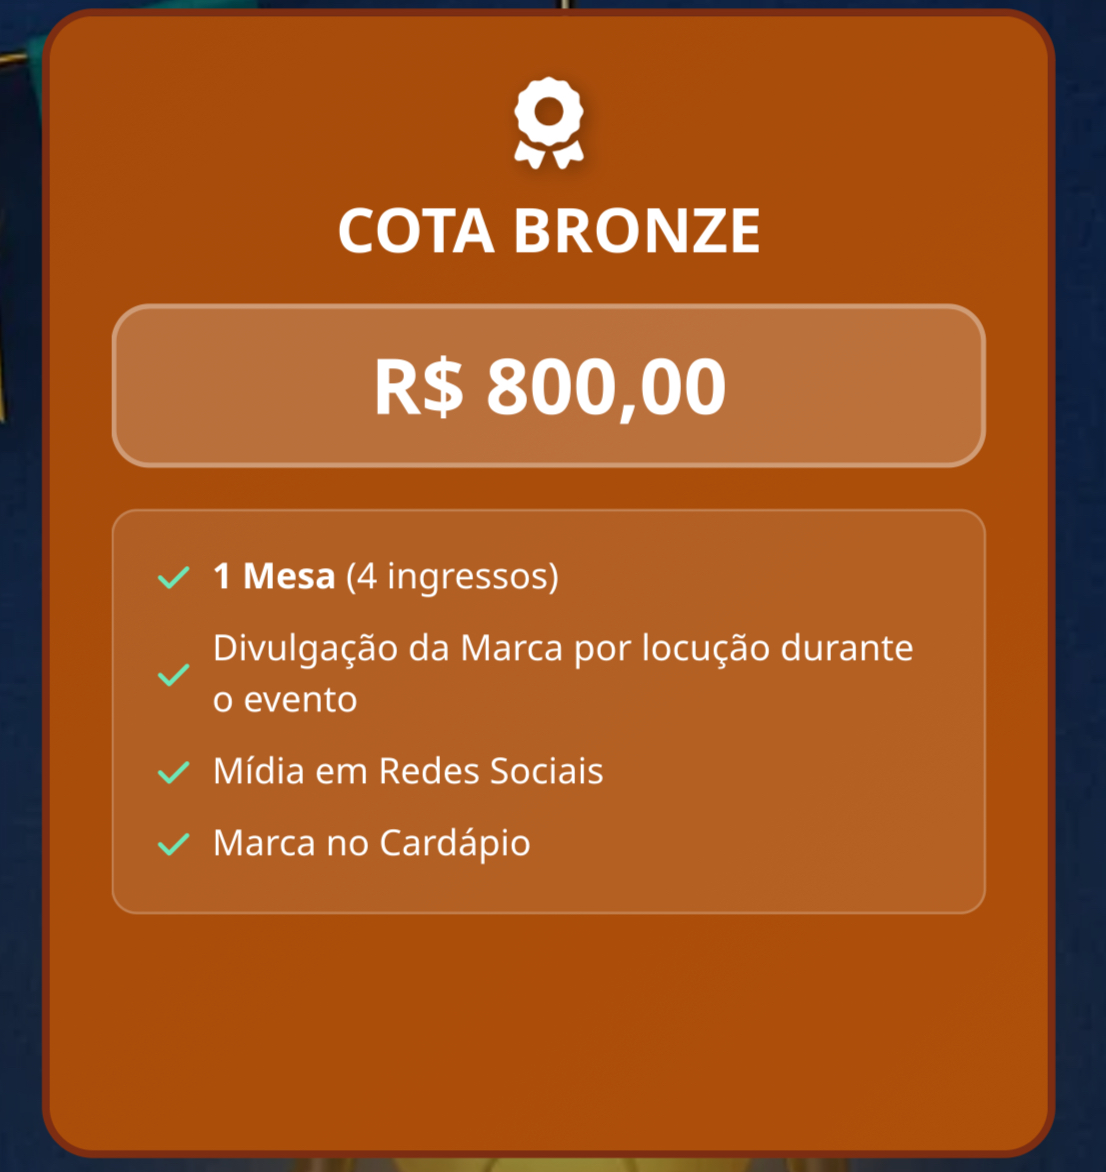 COTA BRONZE
R$ 800,00
1 Mesa (4 ingressos)
Divulgação da Marca por locução durante
o evento
Mídia em Redes Sociais
Marca no Cardápio